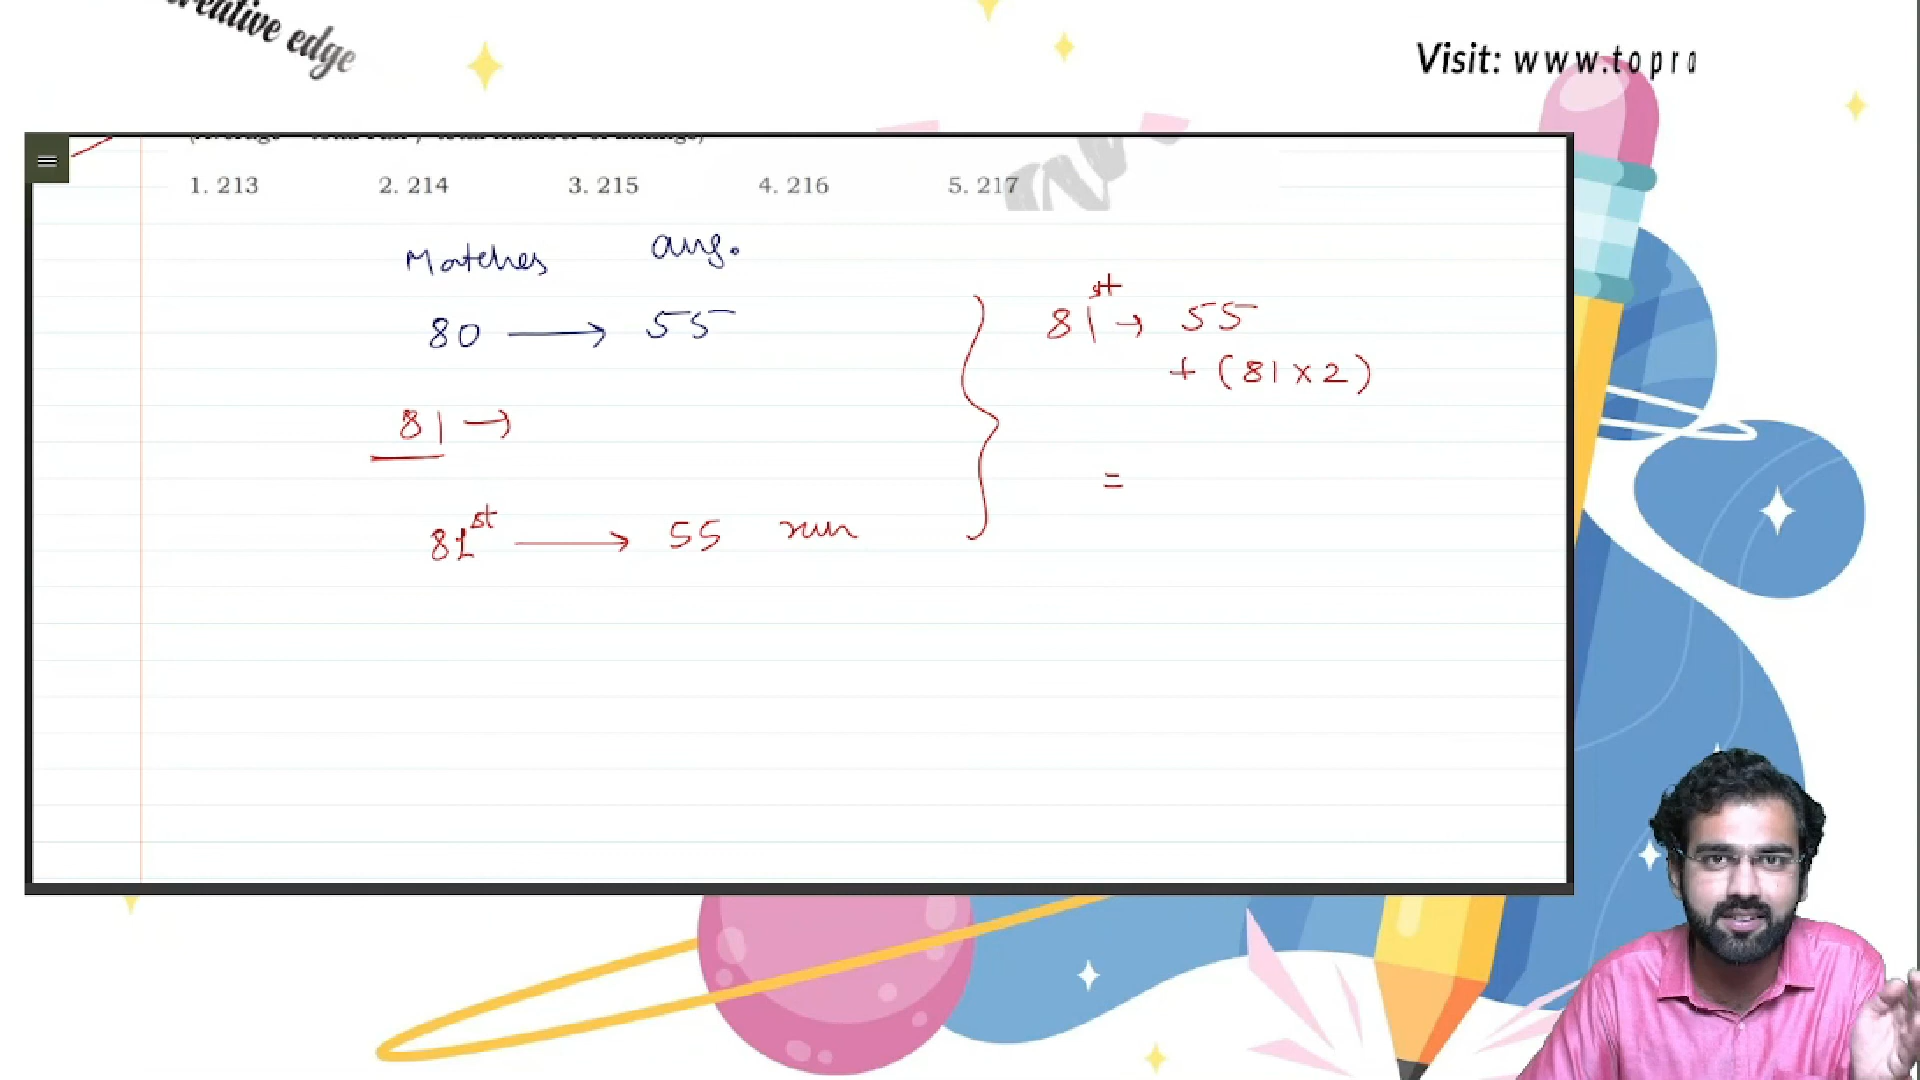 creative edge
Visit: www.topra
1. 213 2. 214 3. 215 4. 216 5. 217
Matches avg.
80 → 55
81 →
81st → 55 run
81st → 55
+ (81 × 2)
=